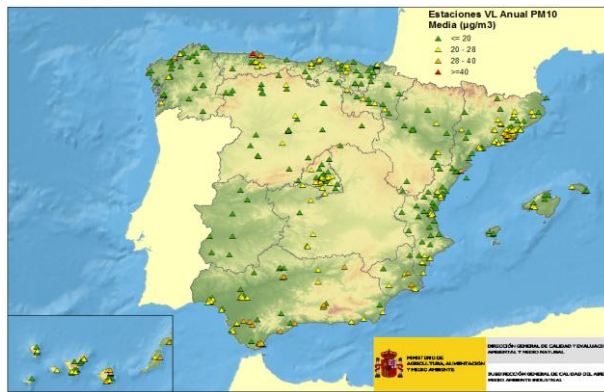 Estaciones VL Anual PM10
Media (µg/m3)
<= 20
20 - 28
28 - 40
>=40
MINISTERIO DE
AGRICULTURA, ALIMENTACIÓN
Y MEDIO AMBIENTE
DIRECCIÓN GENERAL DE CALIDAD Y EVALUACIÓN
AMBIENTAL Y MEDIO NATURAL
SUBDIRECCIÓN GENERAL DE CALIDAD DEL AIRE
MEDIO AMBIENTE INDUSTRIAL